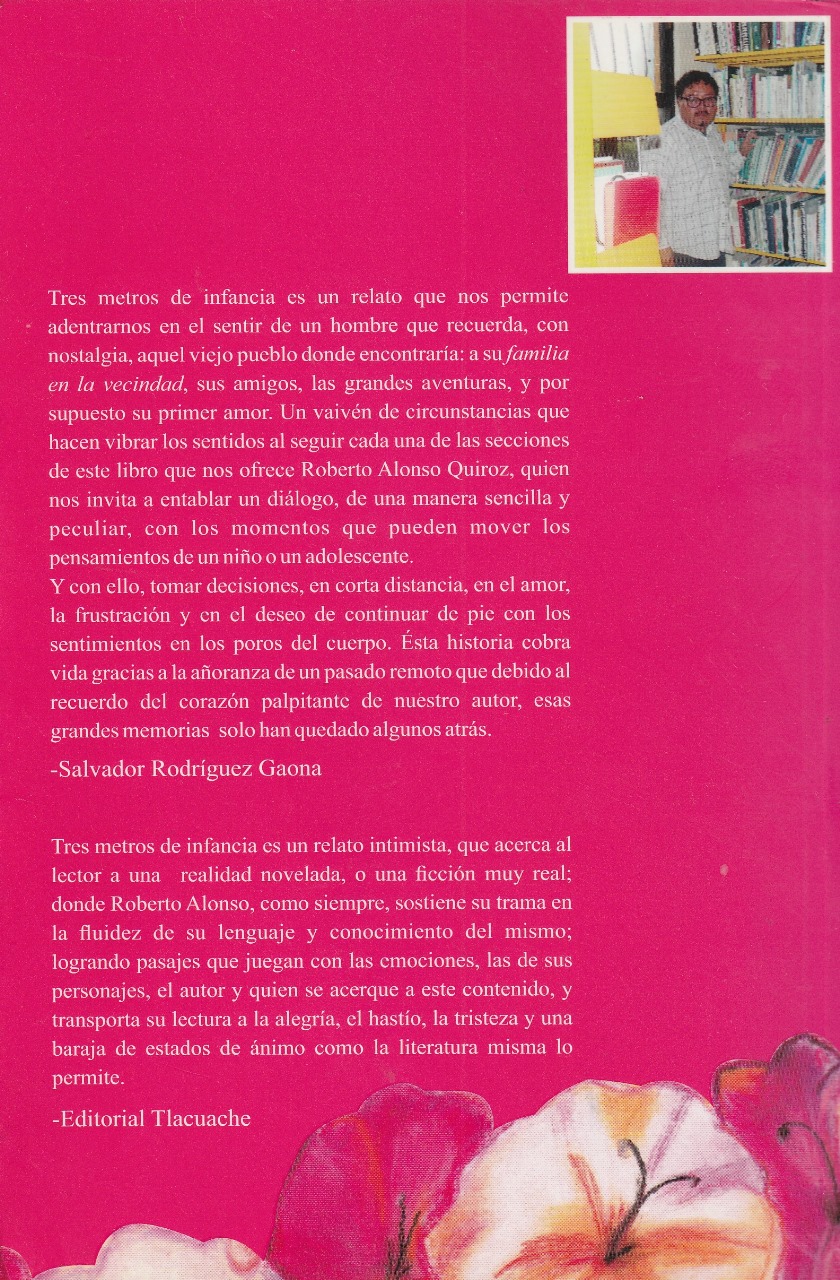 Tres metros de infancia es un relato que nos permite
adentrarnos en el sentir de un hombre que recuerda, con
nostalgia, aquel viejo pueblo donde encontraría: a su familia
en la vecindad, sus amigos, las grandes aventuras, y por
supuesto su primer amor. Un vaivén de circunstancias que
hacen vibrar los sentidos al seguir cada una de las secciones
de este libro que nos ofrece Roberto Alonso Quiroz, quien
nos invita a entablar un diálogo, de una manera sencilla y
peculiar, con los momentos que pueden mover los
pensamientos de un niño o un adolescente.
Y con ello, tomar decisiones, en corta distancia, en el amor,
la frustración y en el deseo de continuar de pie con los
sentimientos en los poros del cuerpo. Ésta historia cobra
vida gracias a la añoranza de un pasado remoto que debido al
recuerdo del corazón palpitante de nuestro autor, esas
grandes memorias solo han quedado algunos atrás.
-Salvador Rodríguez Gaona
Tres metros de infancia es un relato intimista, que acerca al
lector a una realidad novelada, o una ficción muy real;
donde Roberto Alonso, como siempre, sostiene su trama en
la fluidez de su lenguaje y conocimiento del mismo;
logrando pasajes que juegan con las emociones, las de sus
personajes, el autor y quien se acerque a este contenido, y
transporta su lectura a la alegría, el hastío, la tristeza y una
baraja de estados de ánimo como la literatura misma lo
permite.
-Editorial Tlacuache